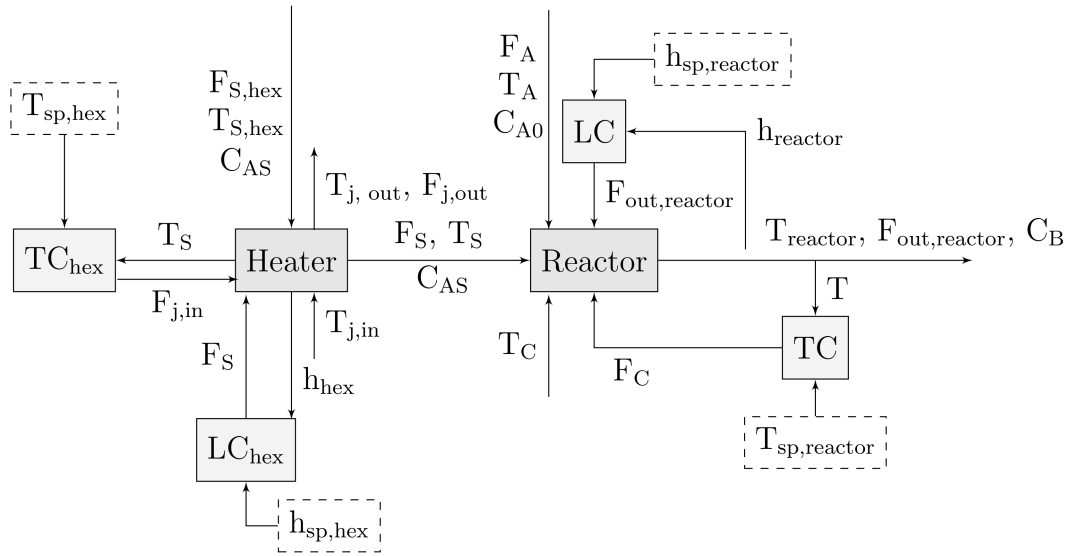 F_A
h_sp,reactor
T_A
F_S,hex
T_sp,hex
T_S,hex
C_A0
LC
h_reactor
C_AS
T_j, out, F_j,out
F_out,reactor
T_S
F_S, T_S
T_reactor, F_out,reactor, C_B
TC_hex
Heater
Reactor
C_AS
F_j,in
T
T_j,in
F_S
T_C
TC
F_C
h_hex
LC_hex
T_sp,reactor
h_sp,hex